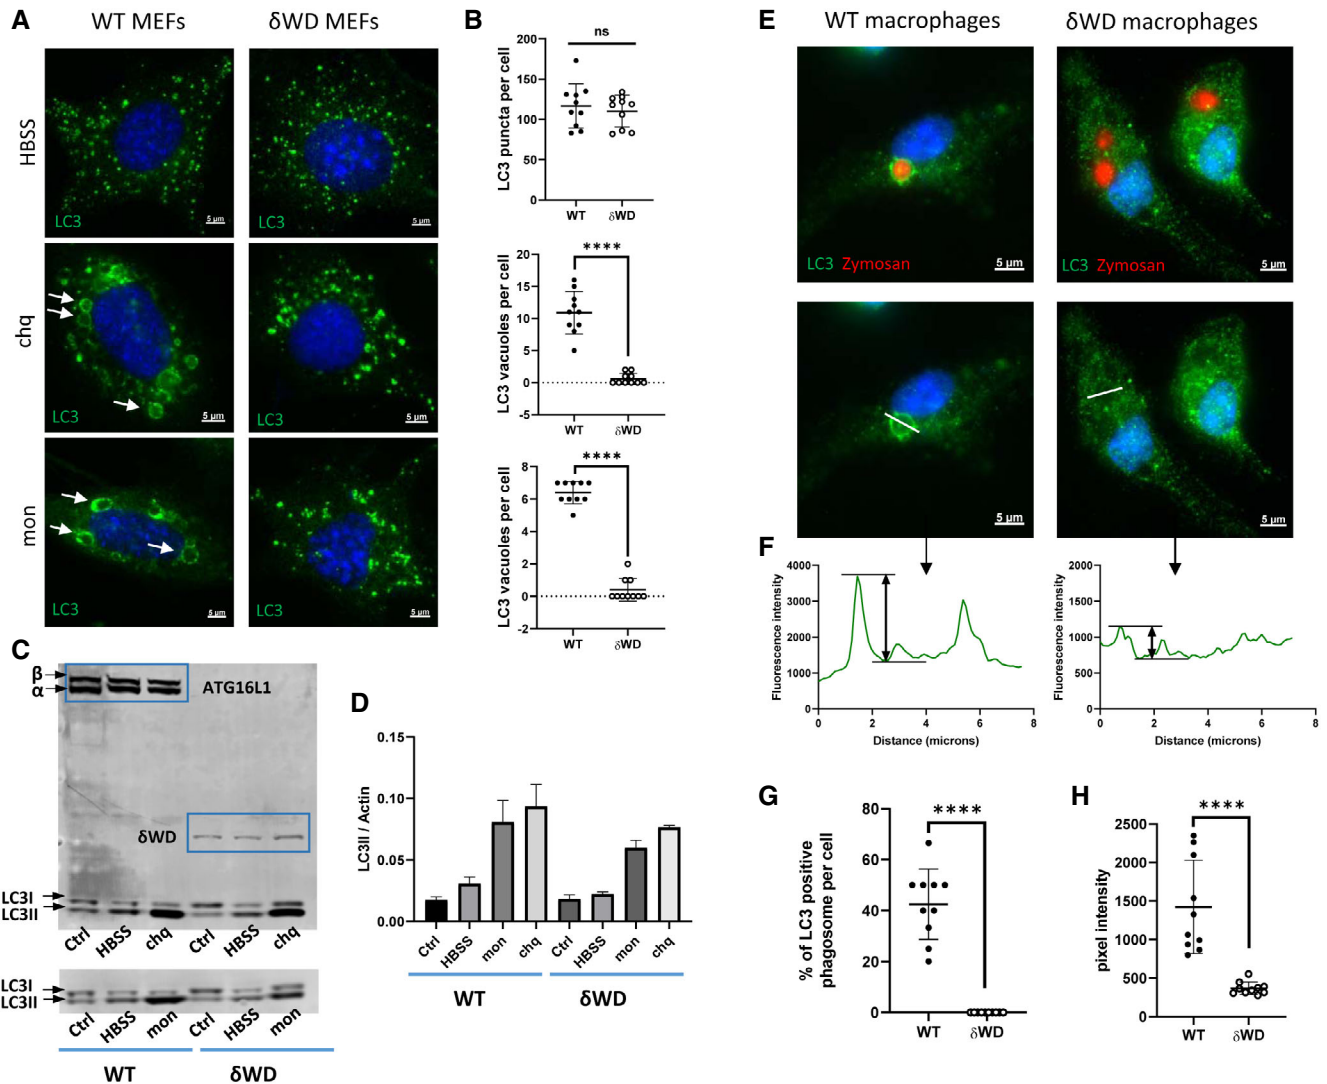 A
WT MEFs
δWD MEFs
HBSS
LC3
5 µm
LC3
5 µm
chq
LC3
5 µm
LC3
5 µm
mon
LC3
5 µm
LC3
5 µm
B
LC3 puncta per cell
200
150
100
50
0
ns
WT
δWD
LC3 vacuoles per cell
20
15
10
5
0
-5
****
WT
δWD
LC3 vacuoles per cell
8
6
4
2
0
-2
****
WT
δWD
C
β
α
ATG16L1
δWD
LC3I
LC3II
Ctrl
HBSS
chq
Ctrl
HBSS
chq
LC3I
LC3II
Ctrl
HBSS
mon
Ctrl
HBSS
mon
WT
δWD
D
LC3II / Actin
0.15
0.10
0.05
0.00
Ctrl
HBSS
mon
chq
Ctrl
HBSS
mon
chq
WT
δWD
E
WT macrophages
δWD macrophages
LC3 Zymosan
5 µm
LC3 Zymosan
5 µm
5 µm
5 µm
F
Fluorescence intensity
4000
3000
2000
1000
0
0 2 4 6 8
Distance (microns)
Fluorescence intensity
2000
1500
1000
500
0
0 2 4 6 8
Distance (microns)
G
% of LC3 positive
phagosome per cell
80
60
40
20
0
****
WT
δWD
H
pixel intensity
2500
2000
1500
1000
500
0
****
WT
δWD